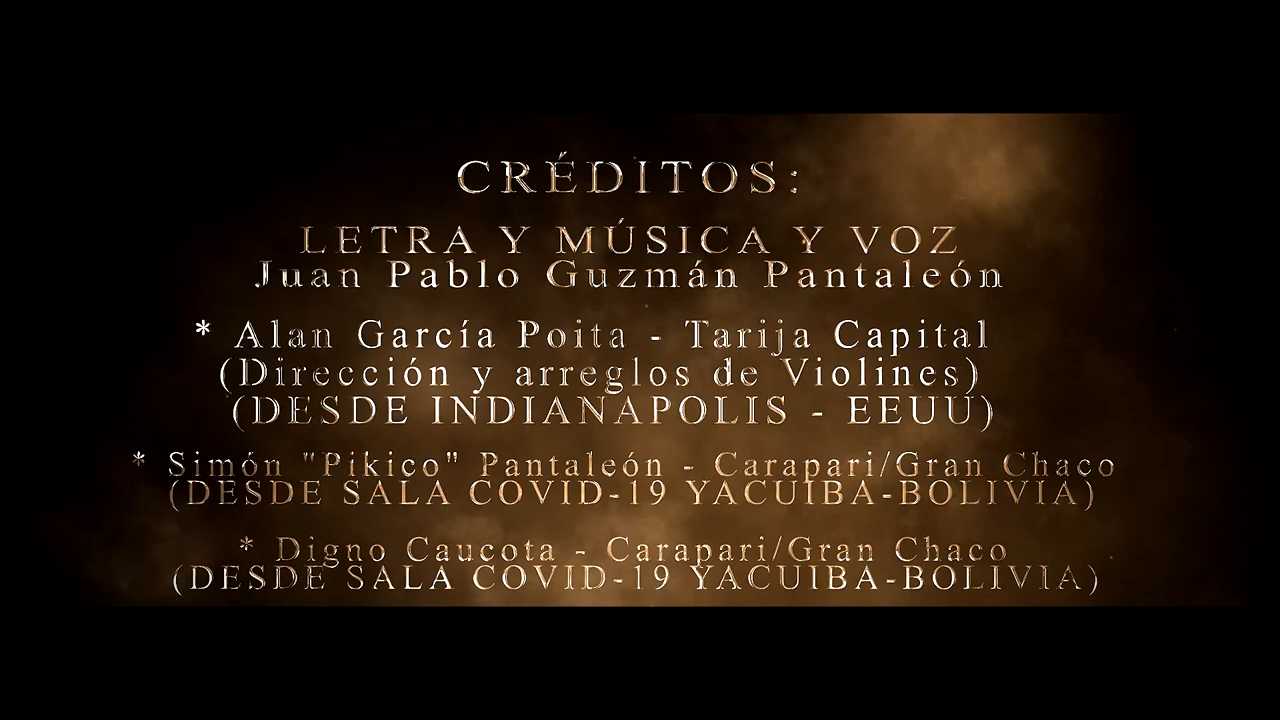 CRÉDITOS:
LETRA Y MÚSICA Y VOZ
Juan Pablo Guzmán Pantaleón
* Alan García Poita - Tarija Capital
(Dirección y arreglos de Violines)
(DESDE INDIANAPOLIS - EEUU)
* Simón "Pikico" Pantaleón - Carapari/Gran Chaco
(DESDE SALA COVID-19 YACUIBA-BOLIVIA)
* Digno Caucota - Carapari/Gran Chaco
(DESDE SALA COVID-19 YACUIBA-BOLIVIA)